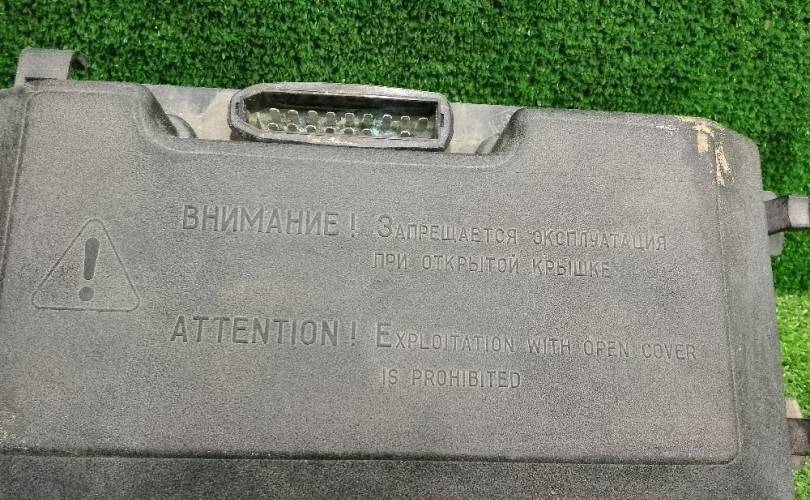 ВНИМАНИЕ! Запрещается эксплуатация
при открытой крышке
ATTENTION! Exploitation with open cover
is prohibited